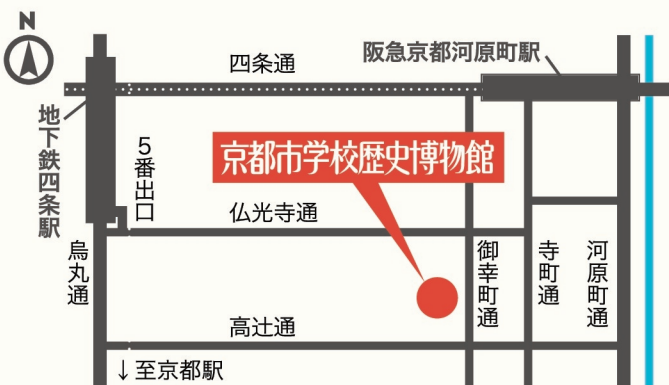 N
四条通
阪急京都河原町駅
地下鉄四条駅
5番出口
京都市学校歴史博物館
仏光寺通
烏丸通
御幸町通
寺町通
河原町通
高辻通
↓至京都駅